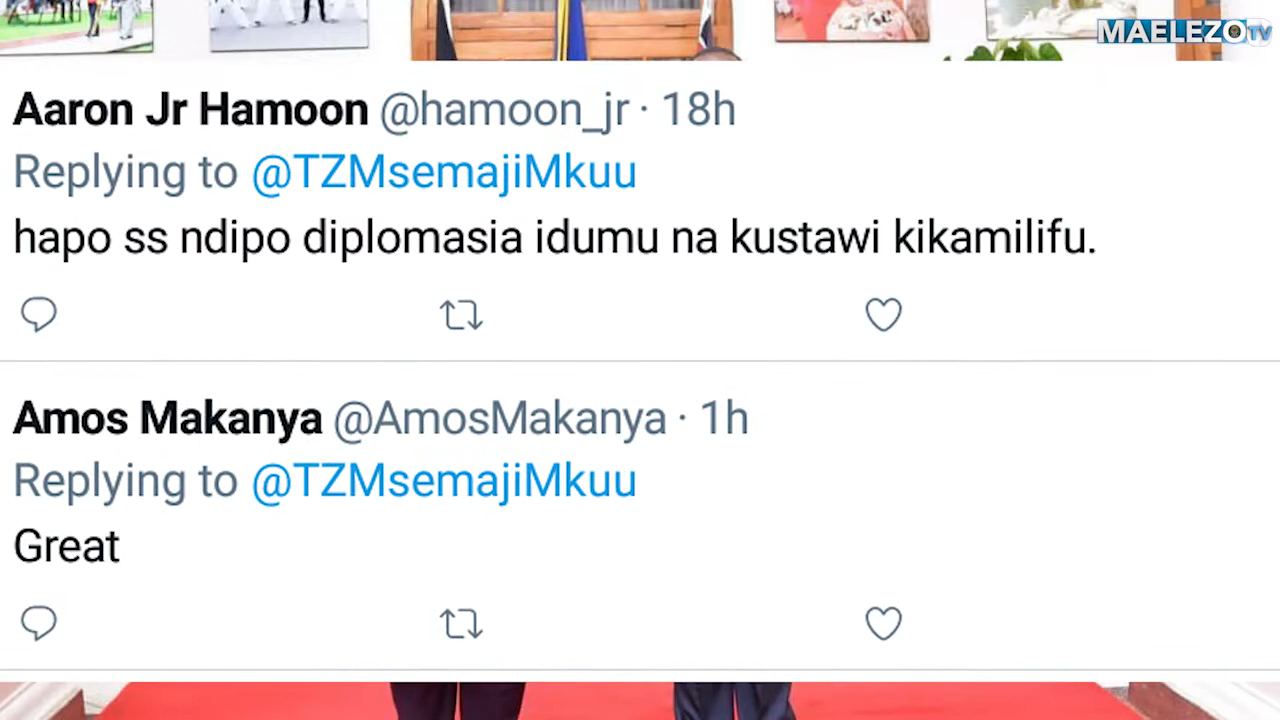 MAELEZO TV
Aaron Jr Hamoon @hamoon_jr · 18h
Replying to @TZMsemajiMkuu
hapo ss ndipo diplomasia idumu na kustawi kikamilifu.
Amos Makanya @AmosMakanya · 1h
Replying to @TZMsemajiMkuu
Great